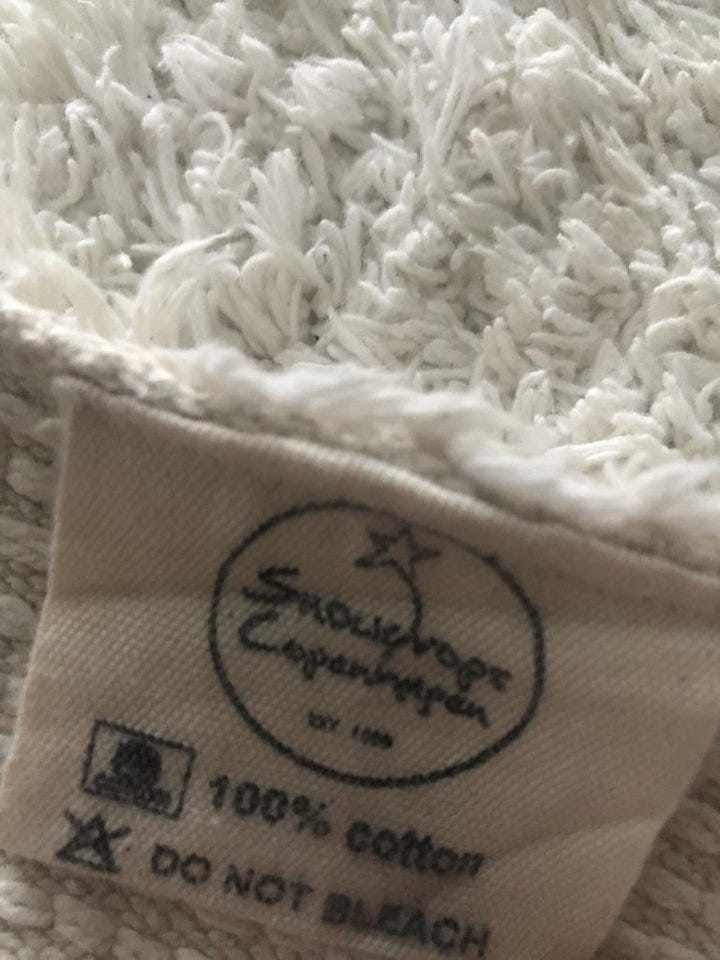 Snowdrops
Copenhagen
100% cotton
DO NOT BLEACH